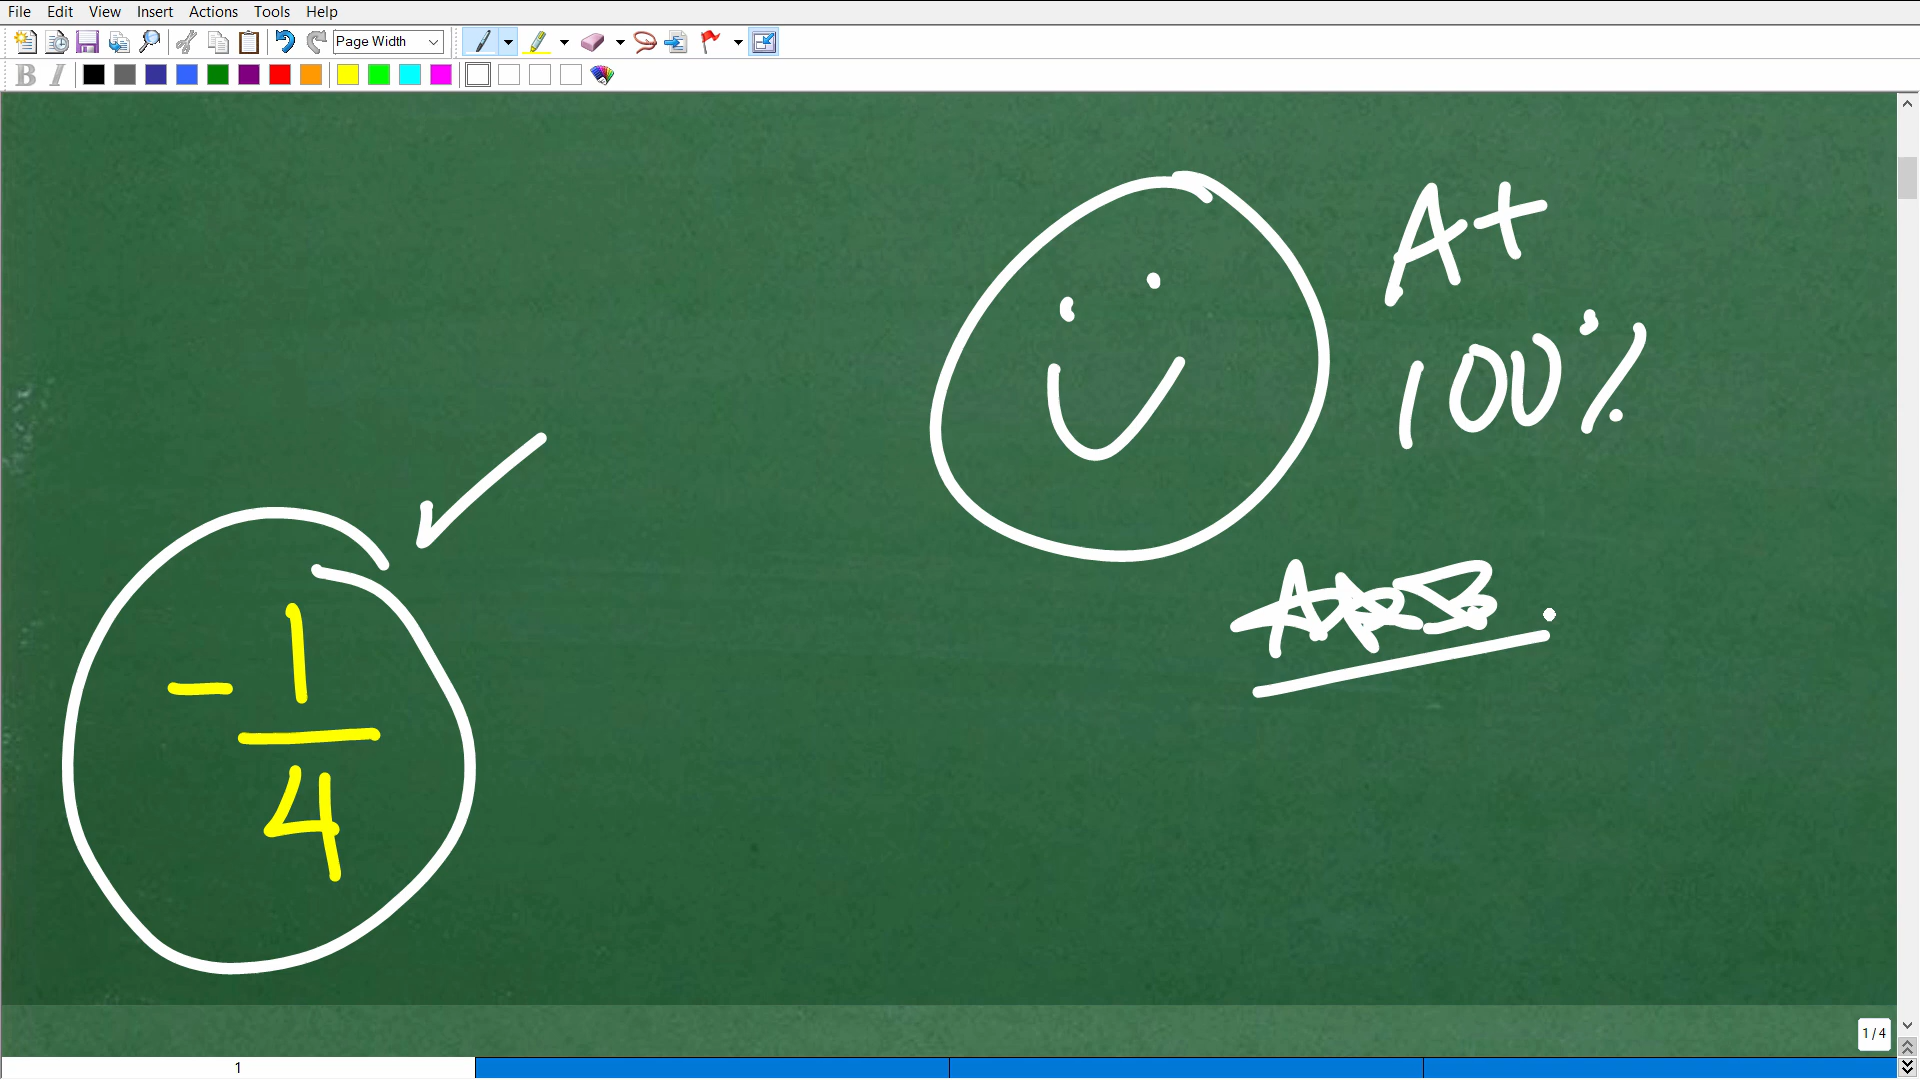 File Edit View Insert Actions Tools Help
Page Width
B I
A+
100%
- 1
4
1 / 4
1